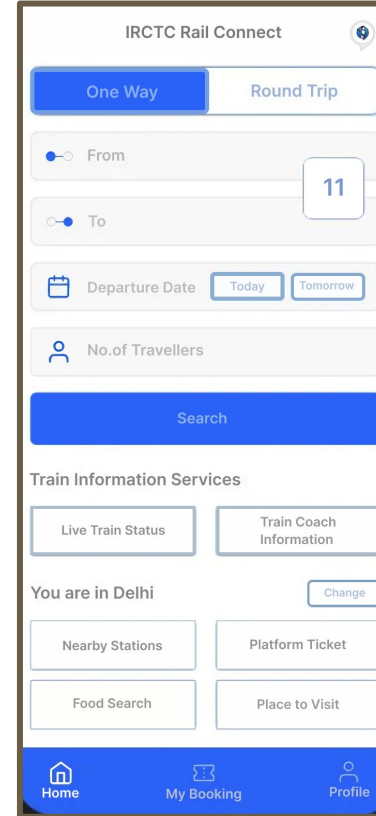 IRCTC Rail Connect
One Way
Round Trip
From
11
To
Departure Date
Today
Tomorrow
No.of Travellers
Search
Train Information Services
Live Train Status
Train Coach
Information
You are in Delhi
Change
Nearby Stations
Platform Ticket
Food Search
Place to Visit
Home
My Booking
Profile